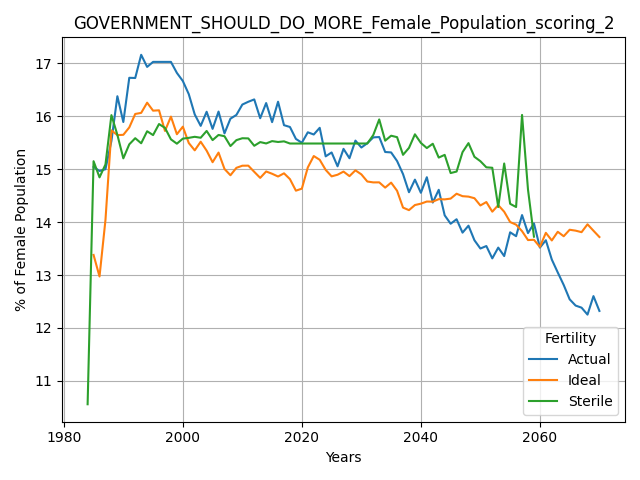 GOVERNMENT_SHOULD_DO_MORE_Female_Population_scoring_2
% of Female Population
17
16
15
14
13
12
11
1980
2000
2020
2040
2060
Years
Fertility
Actual
Ideal
Sterile